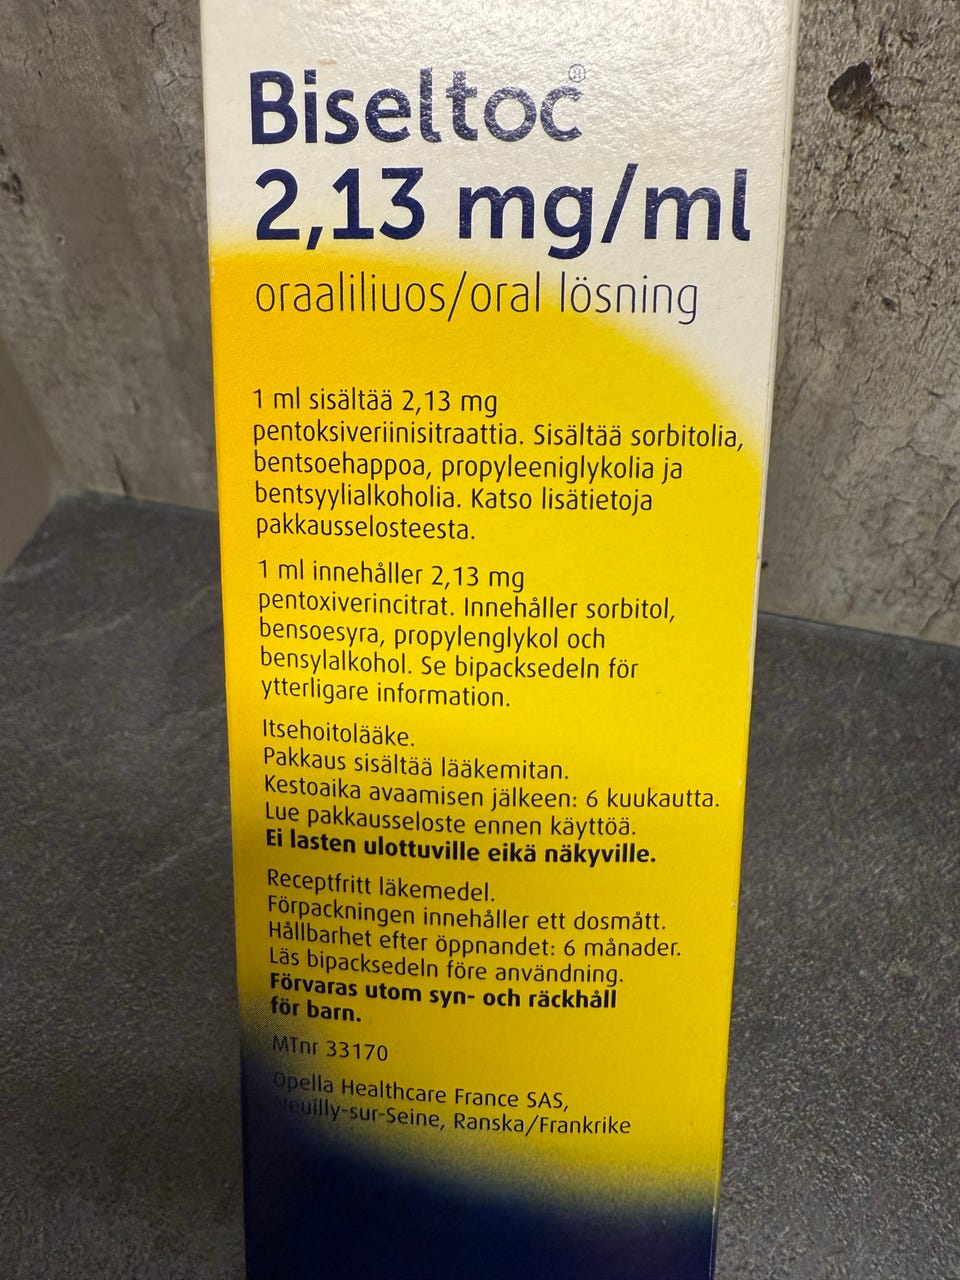 Biseltoc®
2,13 mg/ml
oraaliliuos/oral lösning
1 ml sisältää 2,13 mg
pentoksiveriinisitraattia. Sisältää sorbitolia,
bentsoehappoa, propyleeniglykolia ja
bentsyylialkoholia. Katso lisätietoja
pakkausselosteesta.
1 ml innehåller 2,13 mg
pentoxiverincitrat. Innehåller sorbitol,
bensoesyra, propylenglykol och
bensylalkohol. Se bipacksedeln för
ytterligare information.
Itsehoitolääke.
Pakkaus sisältää lääkemitan.
Kestoaika avaamisen jälkeen: 6 kuukautta.
Lue pakkausseloste ennen käyttöä.
Ei lasten ulottuville eikä näkyville.
Receptfritt läkemedel.
Förpackningen innehåller ett dosmått.
Hållbarhet efter öppnandet: 6 månader.
Läs bipacksedeln före användning.
Förvaras utom syn- och räckhåll
för barn.
MTnr 33170
Opella Healthcare France SAS,
Neuilly-sur-Seine, Ranska/Frankrike